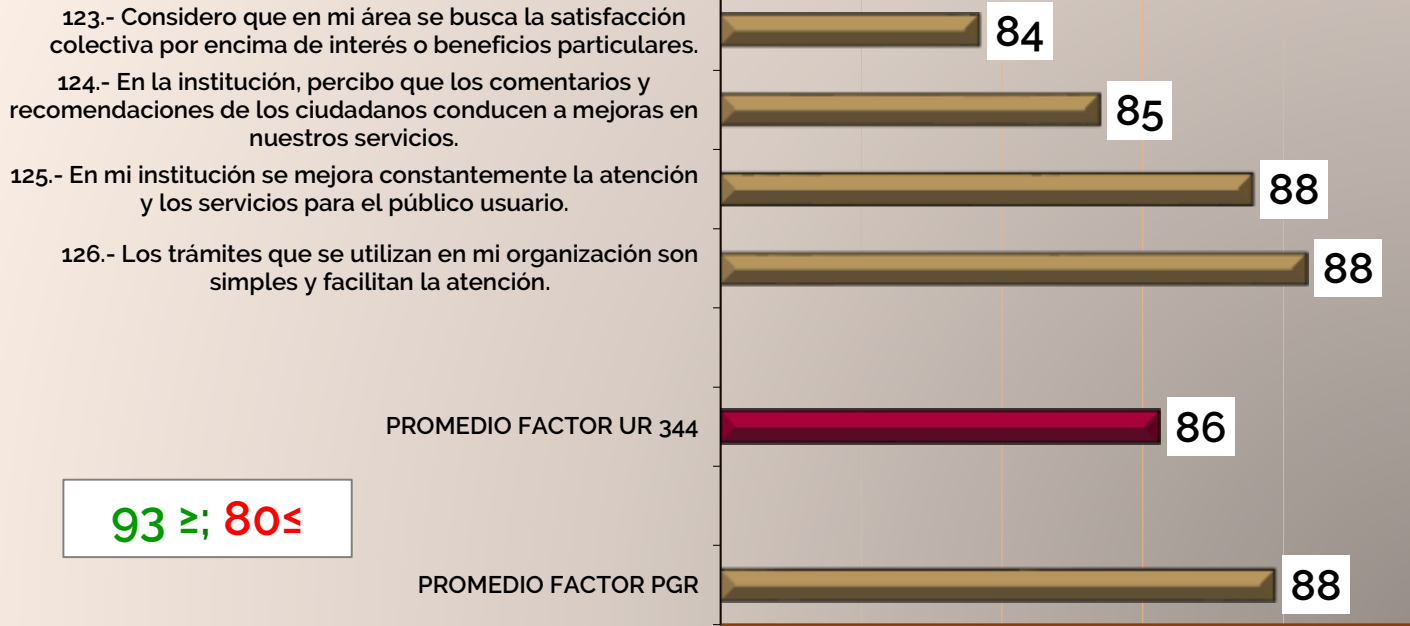 123.- Considero que en mi área se busca la satisfacción
colectiva por encima de interés o beneficios particulares.
84
124.- En la institución, percibo que los comentarios y
recomendaciones de los ciudadanos conducen a mejoras en
nuestros servicios.
85
125.- En mi institución se mejora constantemente la atención
y los servicios para el público usuario.
88
126.- Los trámites que se utilizan en mi organización son
simples y facilitan la atención.
88
PROMEDIO FACTOR UR 344
86
93 ≥; 80≤
PROMEDIO FACTOR PGR
88